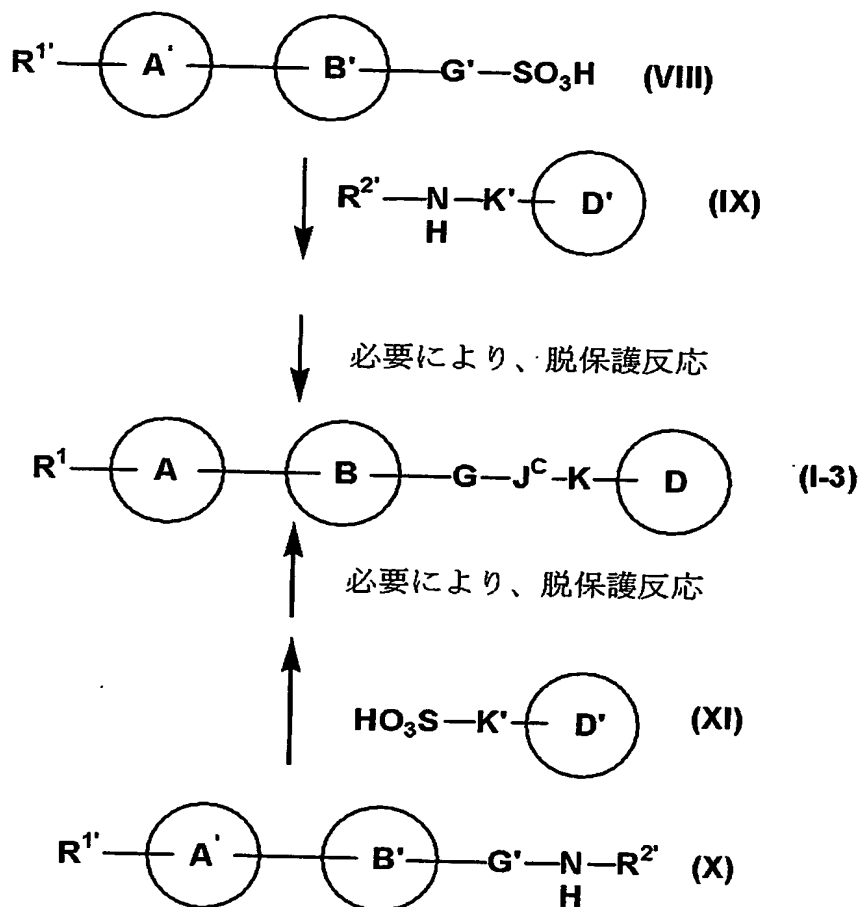 R1' A' B' G'—SO3H (VIII)
R2'—N—K' D' (IX)
H
必要により、脱保護反応
R1 A B G—JC—K D (I-3)
必要により、脱保護反応
HO3S—K' D' (XI)
R1' A' B' G'—N—R2' (X)
H